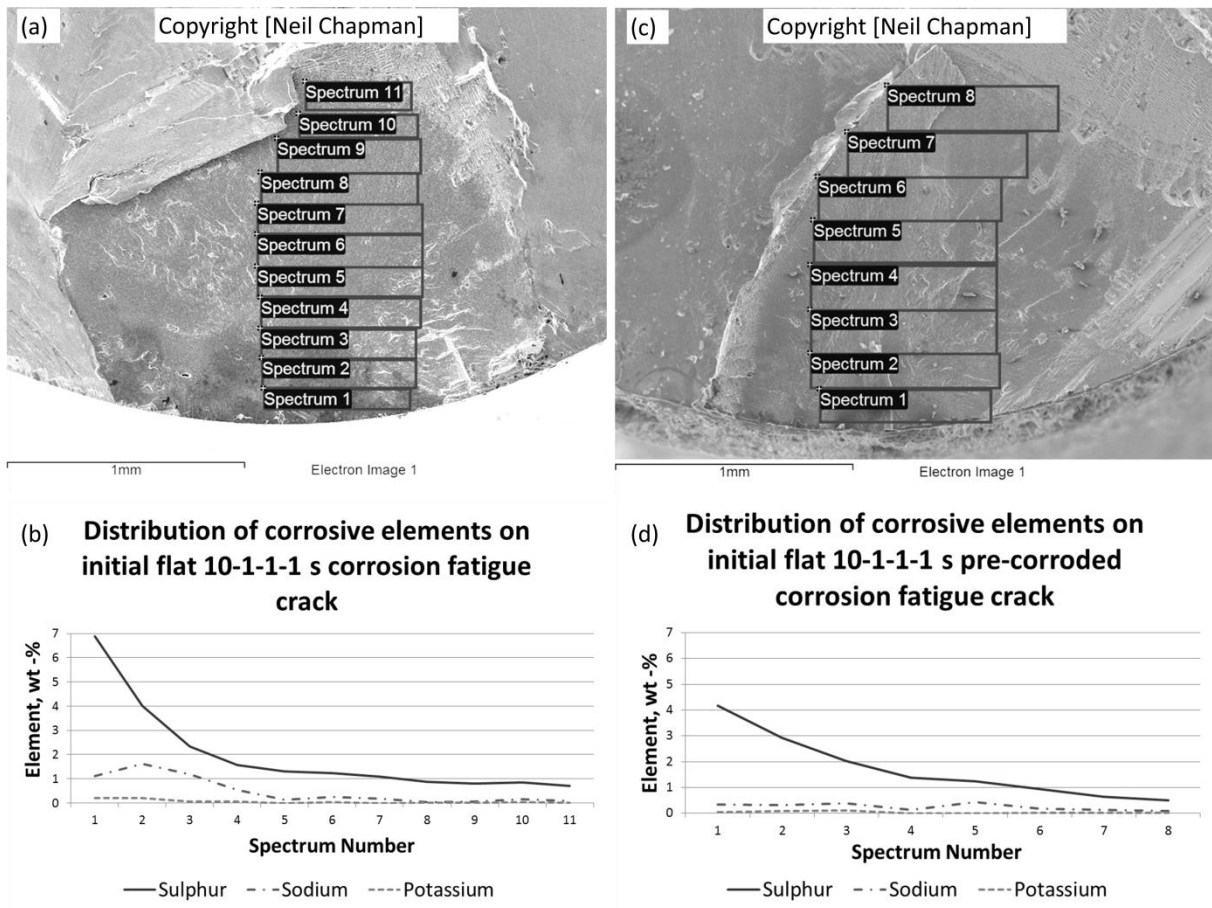 (a)
Copyright [Neil Chapman]
Spectrum 11
Spectrum 10
Spectrum 9
Spectrum 8
Spectrum 7
Spectrum 6
Spectrum 5
Spectrum 4
Spectrum 3
Spectrum 2
Spectrum 1
1mm
Electron Image 1
(c)
Copyright [Neil Chapman]
Spectrum 8
Spectrum 7
Spectrum 6
Spectrum 5
Spectrum 4
Spectrum 3
Spectrum 2
Spectrum 1
1mm
Electron Image 1
(b)
Distribution of corrosive elements on
initial flat 10-1-1-1 s corrosion fatigue
crack
Element, wt -%
7
6
5
4
3
2
1
0
1 2 3 4 5 6 7 8 9 10 11
Spectrum Number
Sulphur Sodium Potassium
(d)
Distribution of corrosive elements on
initial flat 10-1-1-1 s pre-corroded
corrosion fatigue crack
Element, wt -%
7
6
5
4
3
2
1
0
1 2 3 4 5 6 7 8
Spectrum Number
Sulphur Sodium Potassium